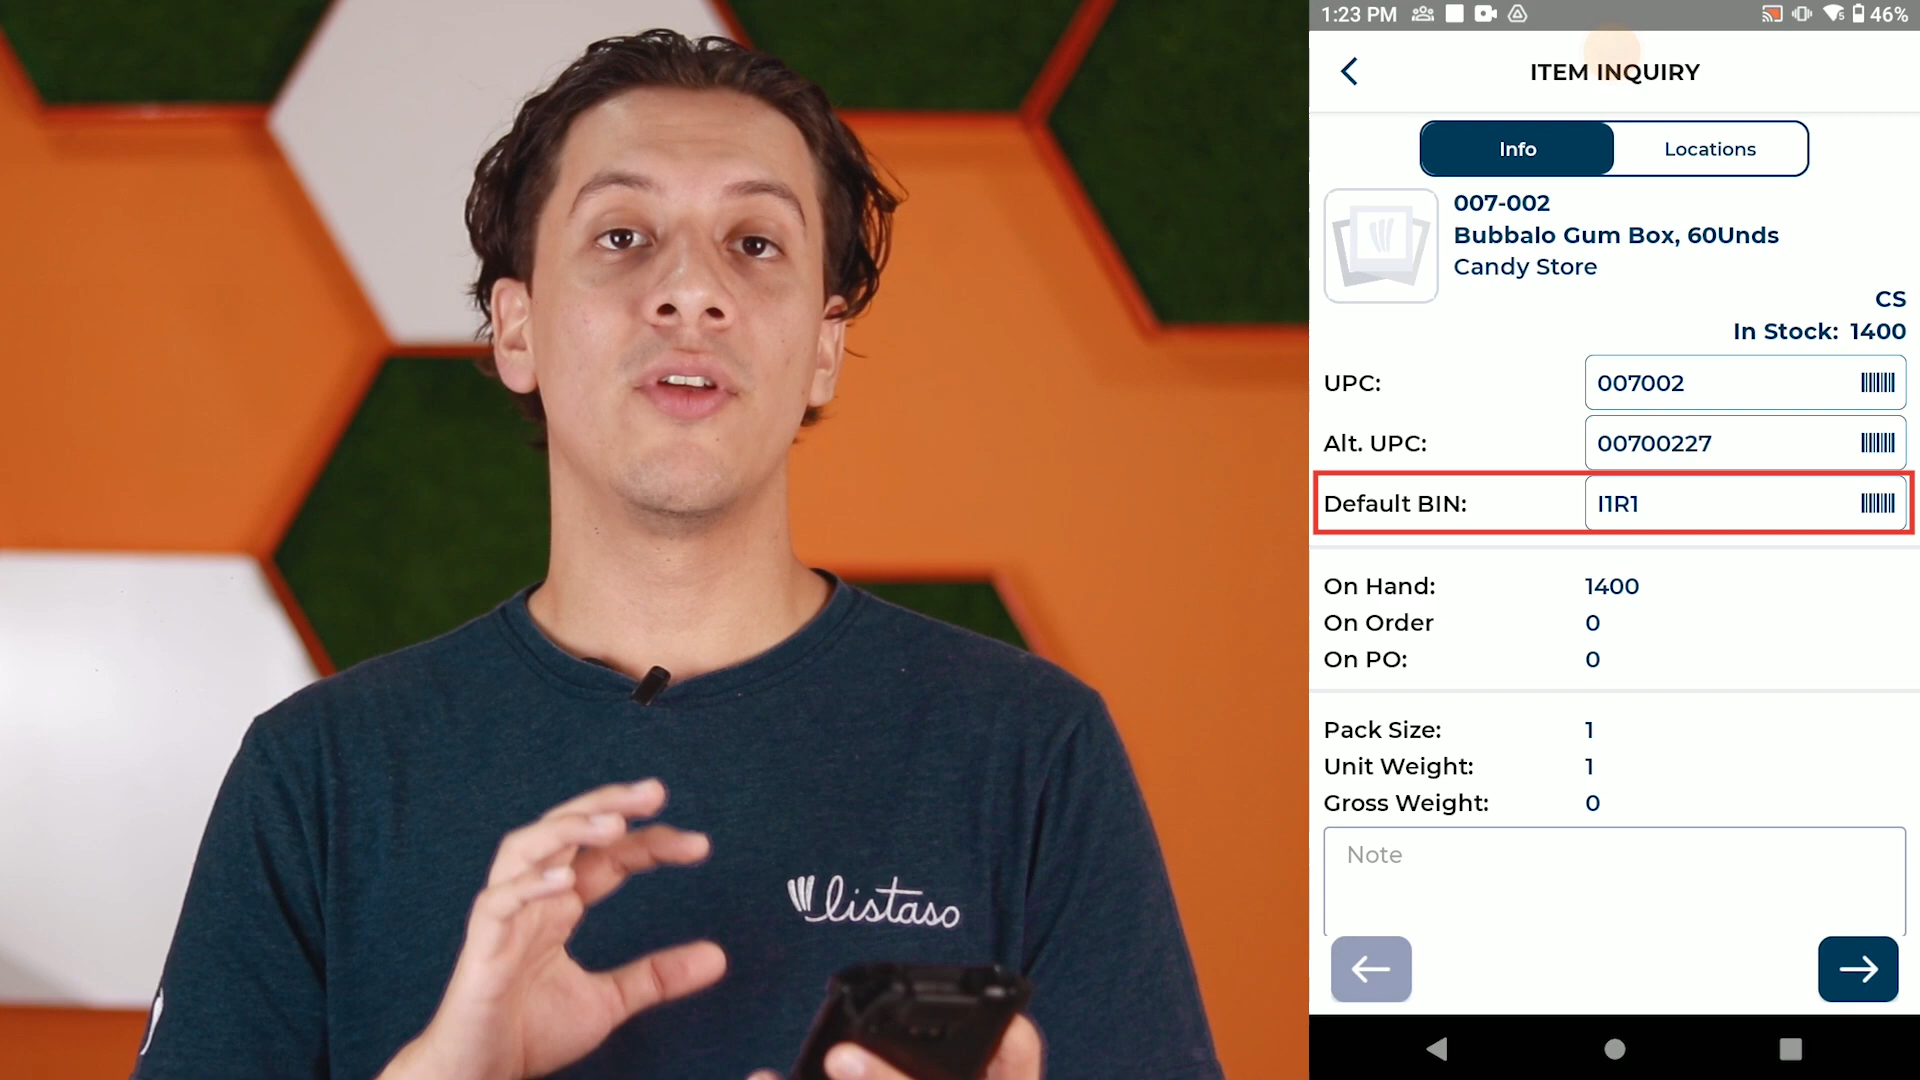 listaso
1:23 PM 46%
ITEM INQUIRY
Info Locations
007-002
Bubbalo Gum Box, 60Unds
Candy Store
CS
In Stock: 1400
UPC: 007002
Alt. UPC: 00700227
Default BIN: I1R1
On Hand: 1400
On Order 0
On PO: 0
Pack Size: 1
Unit Weight: 1
Gross Weight: 0
Note